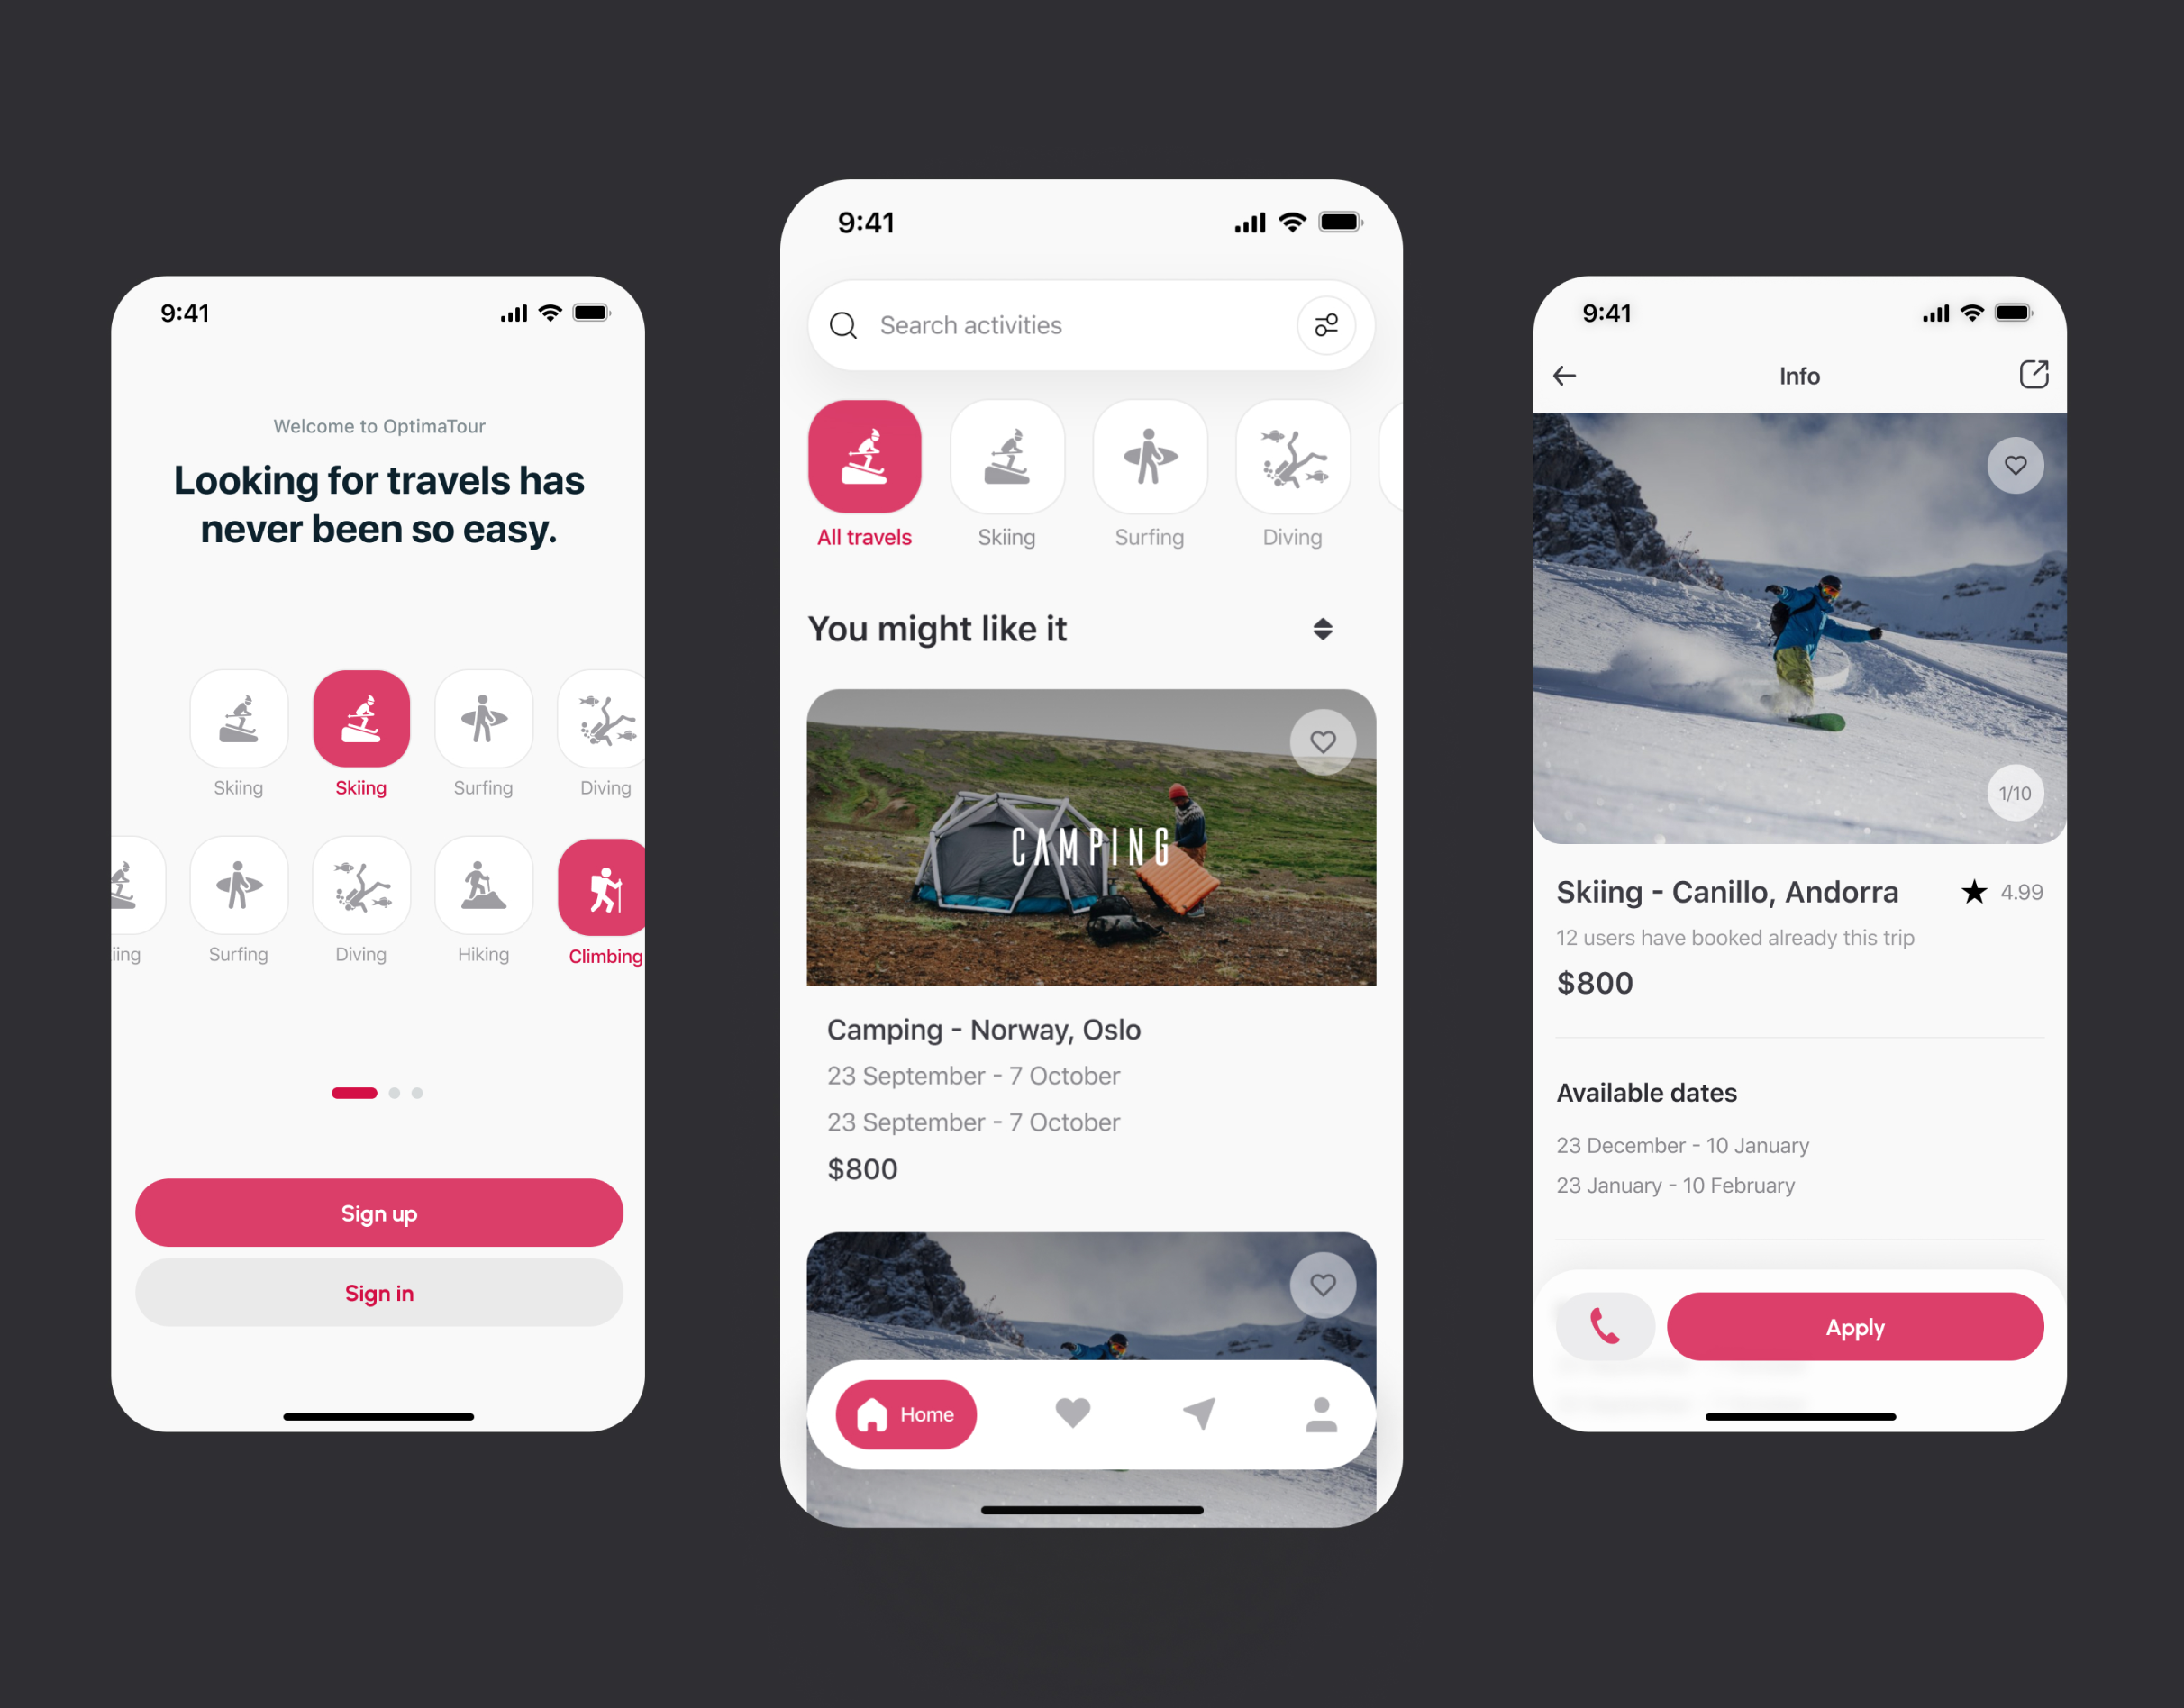 9:41
Welcome to OptimaTour
Looking for travels has
never been so easy.
Skiing
Skiing
Surfing
Diving
iing
Surfing
Diving
Hiking
Climbing
Sign up
Sign in
9:41
Search activities
All travels
Skiing
Surfing
Diving
You might like it
CAMPING
Camping - Norway, Oslo
23 September - 7 October
23 September - 7 October
$800
Home
9:41
Info
1/10
Skiing - Canillo, Andorra
4.99
12 users have booked already this trip
$800
Available dates
23 December - 10 January
23 January - 10 February
Apply